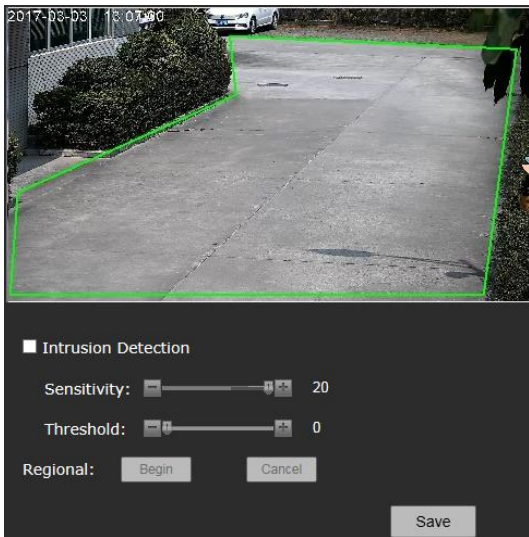 2017-03-03 13:07:00
Intrusion Detection
Sensitivity: 20
Threshold: 0
Regional: Begin Cancel
Save